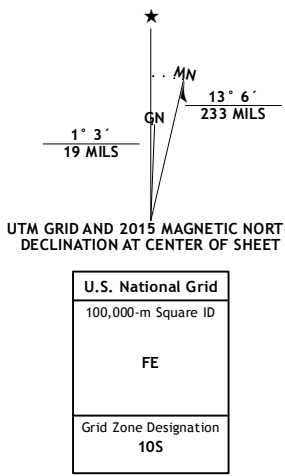 ★
MN
GN
13° 6´
233 MILS
1° 3´
19 MILS
UTM GRID AND 2015 MAGNETIC NORT
DECLINATION AT CENTER OF SHEET
U.S. National Grid
100,000-m Square ID
FE
Grid Zone Designation
10S